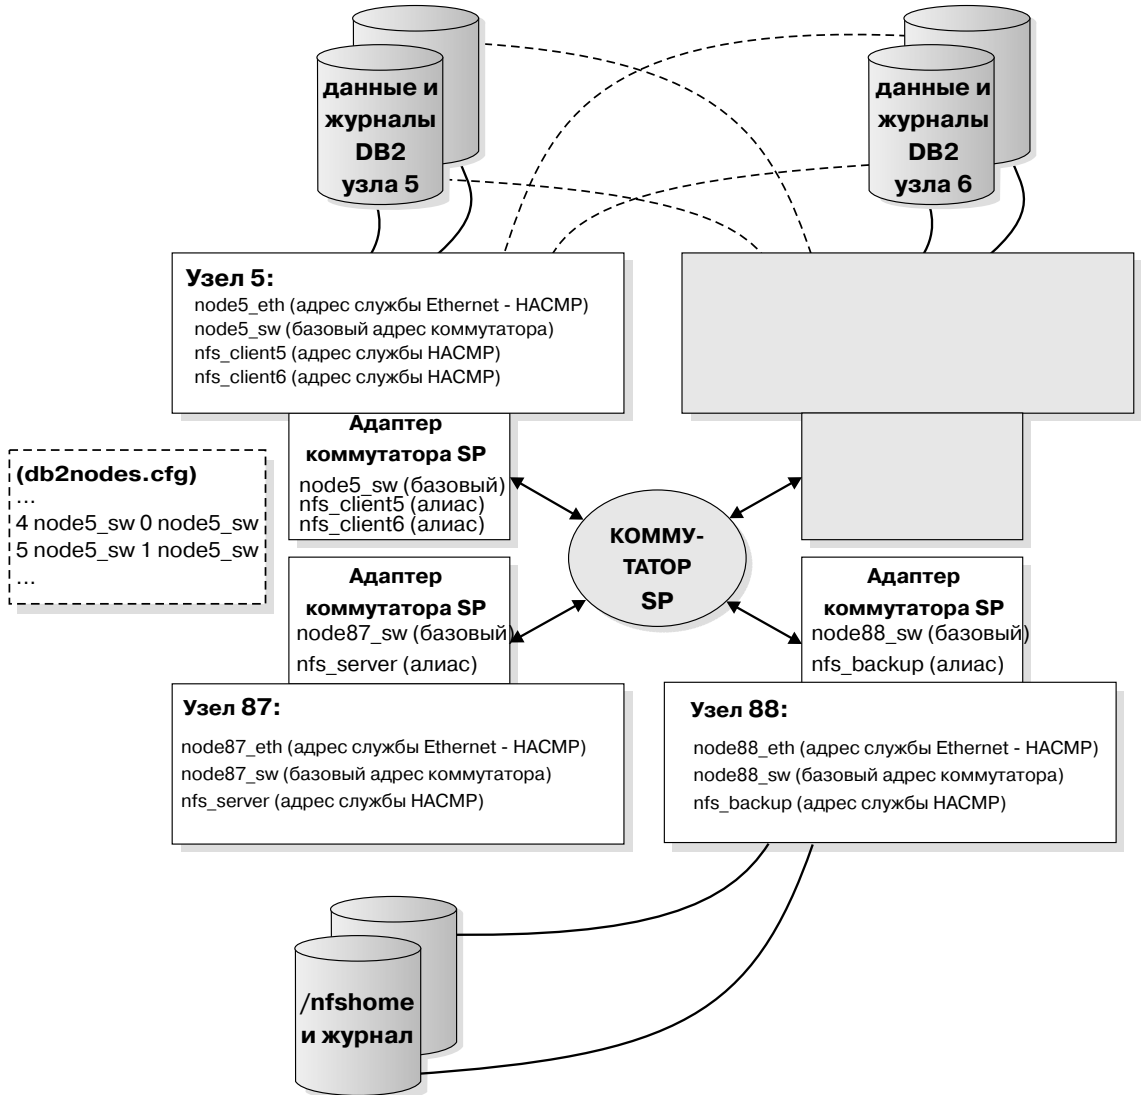 данные и
журналы
DB2
узла 5
данные и
журналы
DB2
узла 6
Узел 5:
node5_eth (адрес службы Ethernet - HACMP)
node5_sw (базовый адрес коммутатора)
nfs_client5 (адрес службы HACMP)
nfs_client6 (адрес службы HACMP)
Адаптер
коммутатора SP
node5_sw (базовый)
nfs_client5 (алиас)
nfs_client6 (алиас)
(db2nodes.cfg)
...
4 node5_sw 0 node5_sw
5 node5_sw 1 node5_sw
...
КОММУ-
ТАТОР
SP
Адаптер
коммутатора SP
node87_sw (базовый)
nfs_server (алиас)
Адаптер
коммутатора SP
node88_sw (базовый)
nfs_backup (алиас)
Узел 87:
node87_eth (адрес службы Ethernet - HACMP)
node87_sw (базовый адрес коммутатора)
nfs_server (адрес службы HACMP)
Узел 88:
node88_eth (адрес службы Ethernet - HACMP)
node88_sw (базовый адрес коммутатора)
nfs_backup (адрес службы HACMP)
/nfshome
и журнал